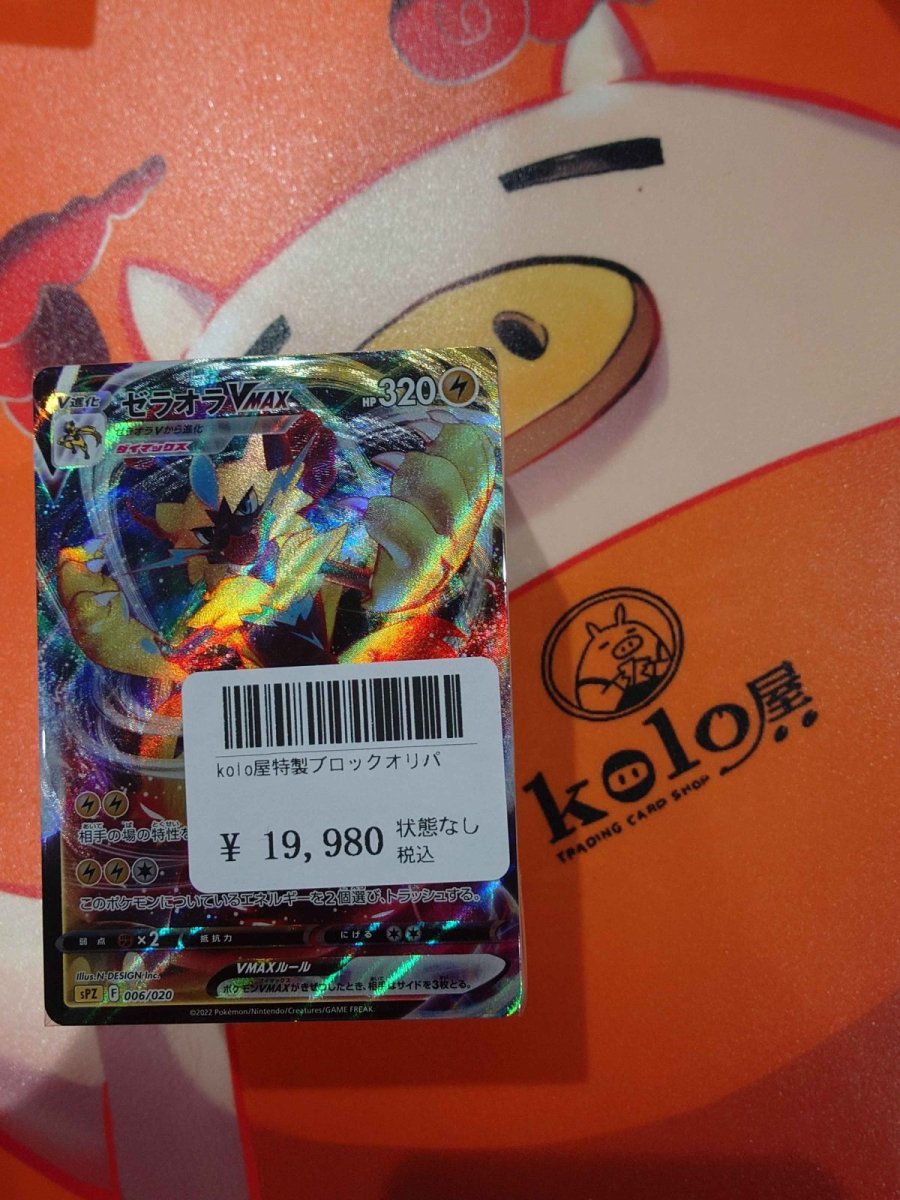 V進化
ゼラオラVMAX
HP320
ゼラオラVから進化
ダイマックス
kolo屋特製ブロックオリパ
¥ 19,980
状態なし
税込
相手の場の特性を
このポケモンについているエネルギーを2個選び、トラッシュする。
弱点
×2
抵抗力
にげる
Illus.N-DESIGN Inc.
sPZ F 006/020
VMAXルール
ポケモンVMAXがきぜつしたとき、相手はサイドを3枚とる。
©2022 Pokémon/Nintendo/Creatures/GAME FREAK
kolo屋
TRADING CARD SHOP